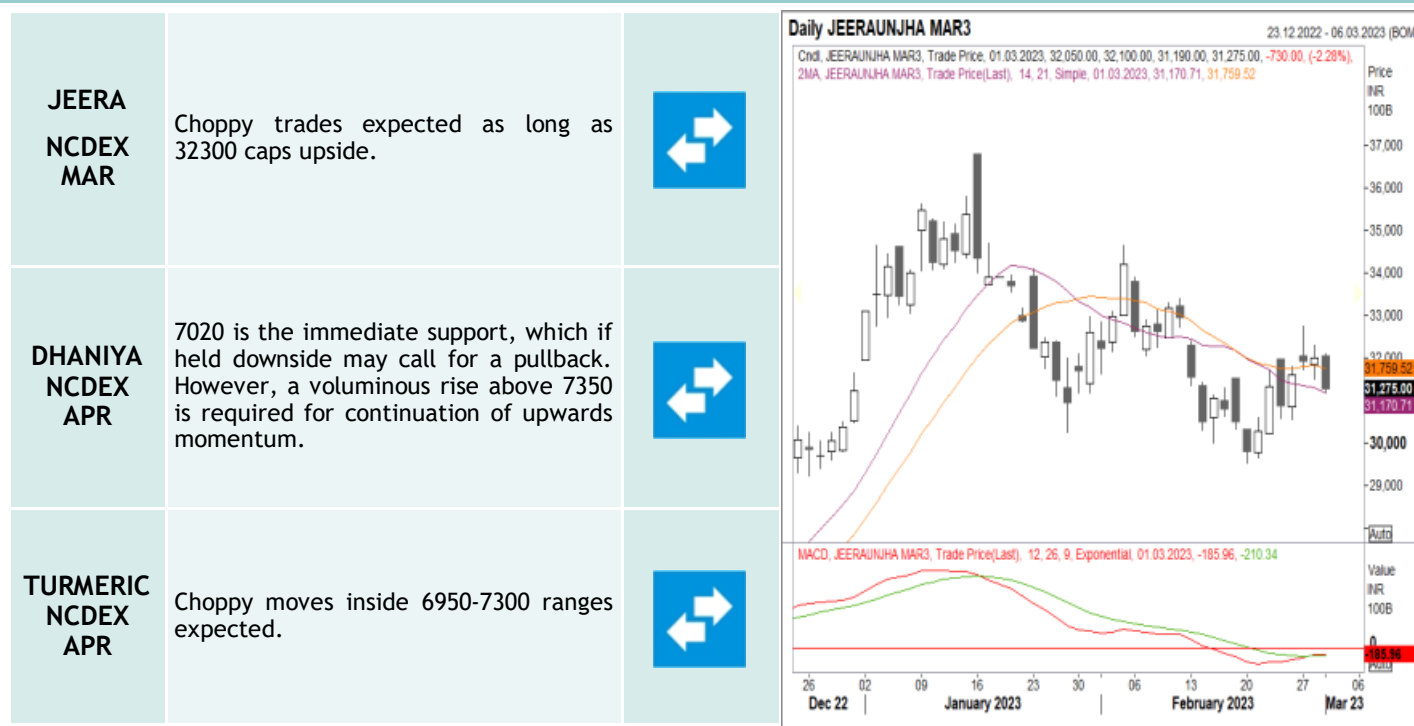 JEERA
NCDEX
MAR
Choppy trades expected as long as
32300 caps upside.
DHANIYA
NCDEX
APR
7020 is the immediate support, which if
held downside may call for a pullback.
However, a voluminous rise above 7350
is required for continuation of upwards
momentum.
TURMERIC
NCDEX
APR
Choppy moves inside 6950-7300 ranges
expected.
Daily JEERAUNJHA MAR3
23.12.2022 - 06.03.2023 (BOM
Cndl, JEERAUNJHA MAR3, Trade Price, 01.03.2023, 32,050.00, 32,100.00, 31,190.00, 31,275.00, -730.00, (-2.28%),
2MA, JEERAUNJHA MAR3, Trade Price(Last), 14, 21, Simple, 01.03.2023, 31,170.71, 31,759.52
Price
INR
100B
37,000
36,000
35,000
34,000
33,000
32,000
31,759.52
31,275.00
31,170.71
30,000
29,000
Auto
MACD, JEERAUNJHA MAR3, Trade Price(Last), 12, 26, 9, Exponential, 01.03.2023, -185.96, -210.34
Value
INR
100B
0
-185.96
Auto
26 02 09 16 23 30 06 13 20 27 06
Dec 22 January 2023 February 2023 Mar 23